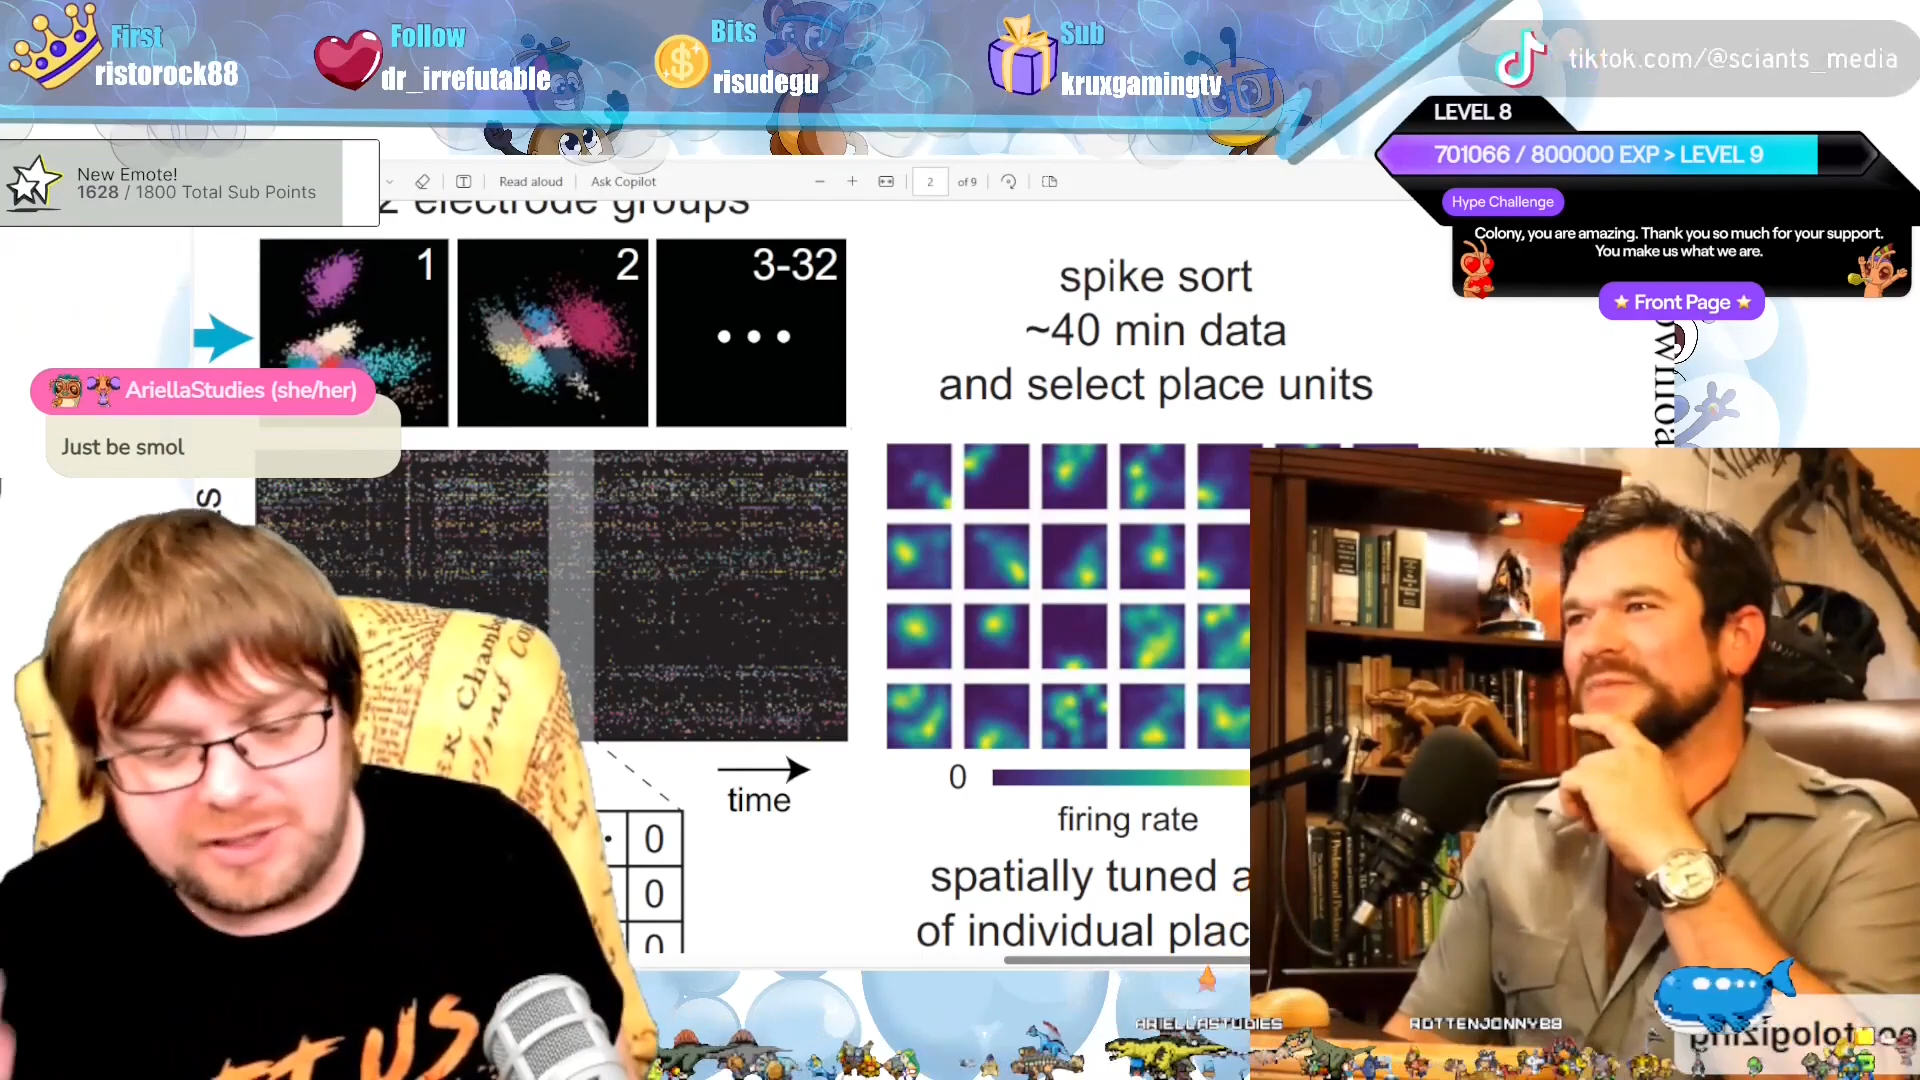 First
ristorock88
Follow
dr_irrefutable
Bits
risudegu
Sub
kruxgamingtv
tiktok.com/@sciants_media
LEVEL 8
701066 / 800000 EXP > LEVEL 9
Hype Challenge
Colony, you are amazing. Thank you so much for your support.
You make us what we are.
Front Page
New Emote!
1628 / 1800 Total Sub Points
Read aloud
Ask Copilot
2
of 9
2 electrode groups
1
2
3-32
spike sort
~40 min data
and select place units
AriellaStudies (she/her)
Just be smol
time
0
firing rate
spatially tuned a
of individual plac
0
0
0
ARIELLASTUDIES
ROTTENJONNY89